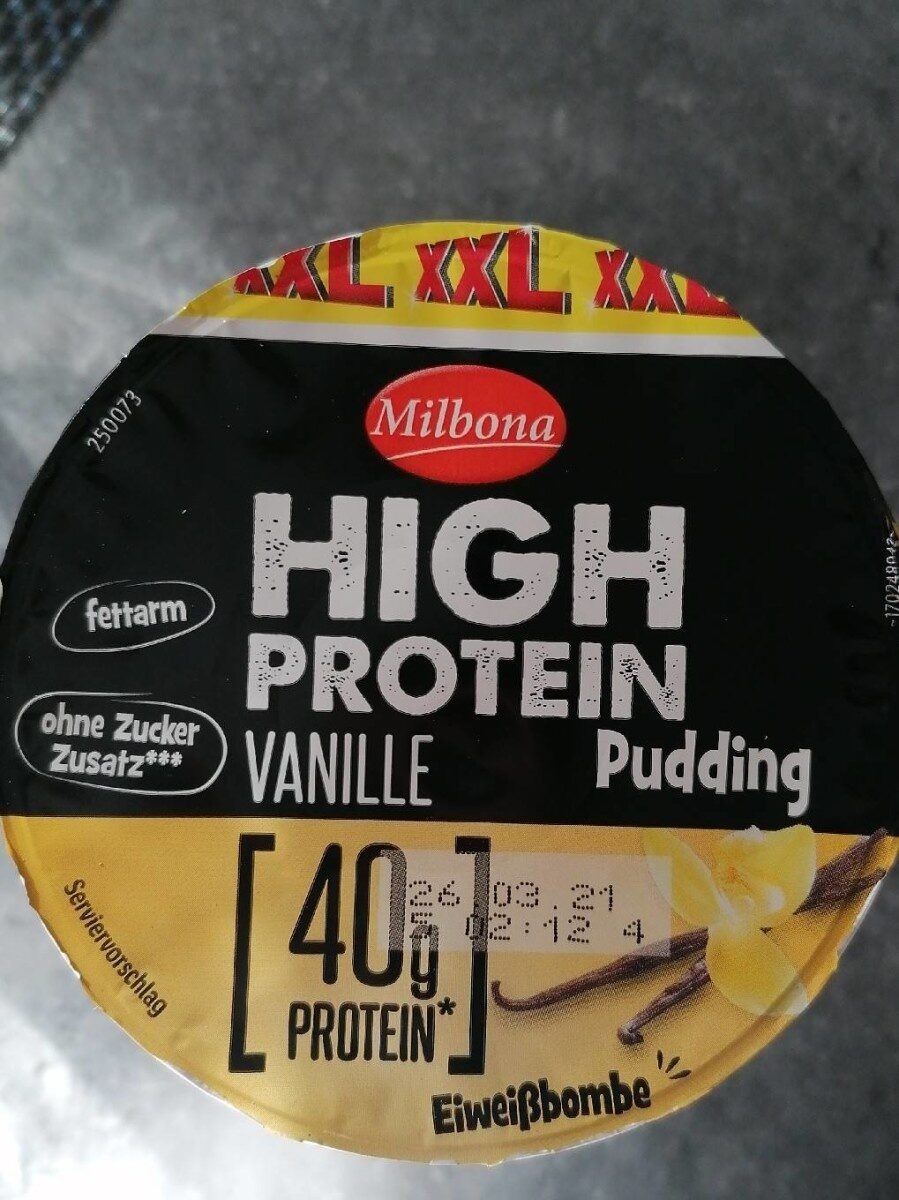 XXL XXL XXL
Milbona
250073
HIGH
PROTEIN
VANILLE
Pudding
fettarm
ohne Zucker
Zusatz***
[40g
PROTEIN*]
26.03.21
02:12 4
Serviervorschlag
Eiweißbombe